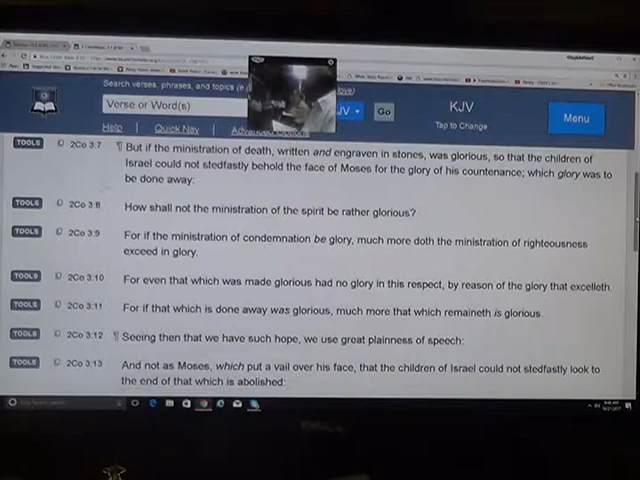 Search verses, phrases, and topics
Verse or Word(s)
KJV
Go
KJV
Tap to Change
Menu
Help | Quick Nav | Advanced Options
TOOLS 2Co 3:7 ¶ But if the ministration of death, written and engraven in stones, was glorious, so that the children of
Israel could not stedfastly behold the face of Moses for the glory of his countenance; which glory was to
be done away:
TOOLS 2Co 3:8 How shall not the ministration of the spirit be rather glorious?
TOOLS 2Co 3:9 For if the ministration of condemnation be glory, much more doth the ministration of righteousness
exceed in glory.
TOOLS 2Co 3:10 For even that which was made glorious had no glory in this respect, by reason of the glory that excelleth.
TOOLS 2Co 3:11 For if that which is done away was glorious, much more that which remaineth is glorious.
TOOLS 2Co 3:12 ¶ Seeing then that we have such hope, we use great plainness of speech:
TOOLS 2Co 3:13 And not as Moses, which put a vail over his face, that the children of Israel could not stedfastly look to
the end of that which is abolished: